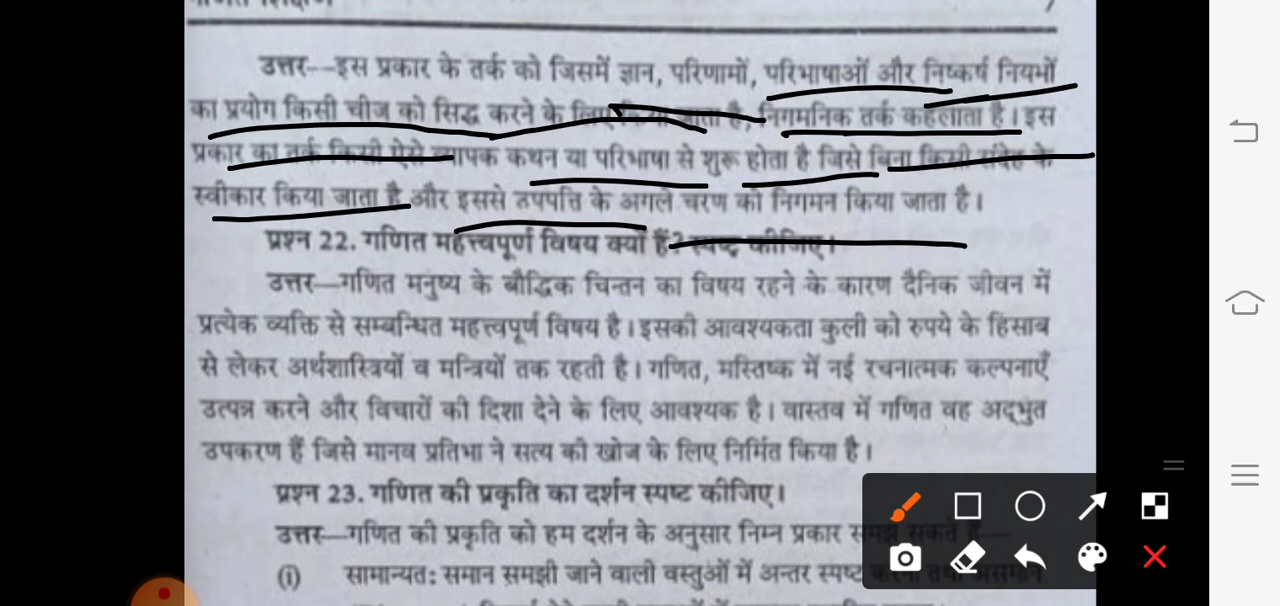 उत्तर--इस प्रकार के तर्क को जिसमें ज्ञान, परिणामों, परिभाषाओं और निष्कर्ष नियमों
का प्रयोग किसी चीज को सिद्ध करने के लिए किया जाता है, निगमनिक तर्क कहलाता है। इस
प्रकार का तर्क किसी ऐसे व्यापक कथन या परिभाषा से शुरू होता है जिसे बिना किसी संदेह के
स्वीकार किया जाता है और इससे उपपत्ति के अगले चरण को निगमन किया जाता है।
प्रश्न 22. गणित महत्त्वपूर्ण विषय क्यों हैं? स्पष्ट कीजिए।
उत्तर—गणित मनुष्य के बौद्धिक चिन्तन का विषय रहने के कारण दैनिक जीवन में
प्रत्येक व्यक्ति से सम्बन्धित महत्त्वपूर्ण विषय है। इसकी आवश्यकता कुली को रुपये के हिसाब
से लेकर अर्थशास्त्रियों व मन्त्रियों तक रहती है। गणित, मस्तिष्क में नई रचनात्मक कल्पनाएँ
उत्पन्न करने और विचारों को दिशा देने के लिए आवश्यक है। वास्तव में गणित वह अद्भुत
उपकरण हैं जिसे मानव प्रतिभा ने सत्य की खोज के लिए निर्मित किया है।
प्रश्न 23. गणित की प्रकृति का दर्शन स्पष्ट कीजिए।
उत्तर—गणित की प्रकृति को हम दर्शन के अनुसार निम्न प्रकार समझ सकते हैं—
(i) सामान्यत: समान समझी जाने वाली वस्तुओं में अन्तर स्पष्ट करना तथा असमान